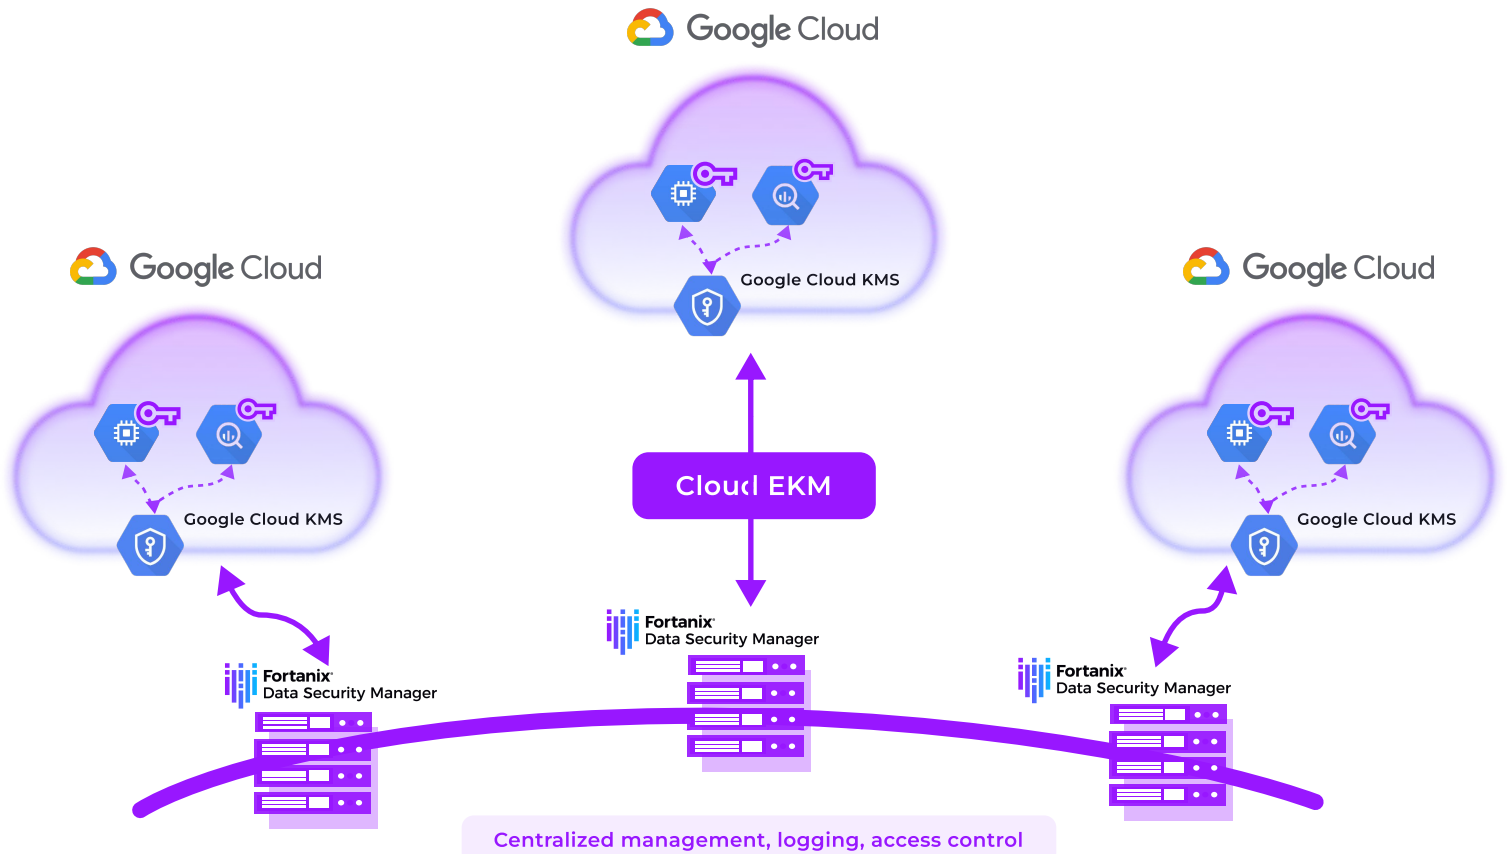 Google Cloud
Google Cloud KMS
Google Cloud
Google Cloud KMS
Google Cloud
Google Cloud KMS
Cloud EKM
Fortanix
Data Security Manager
Fortanix
Data Security Manager
Fortanix
Data Security Manager
Centralized management, logging, access control